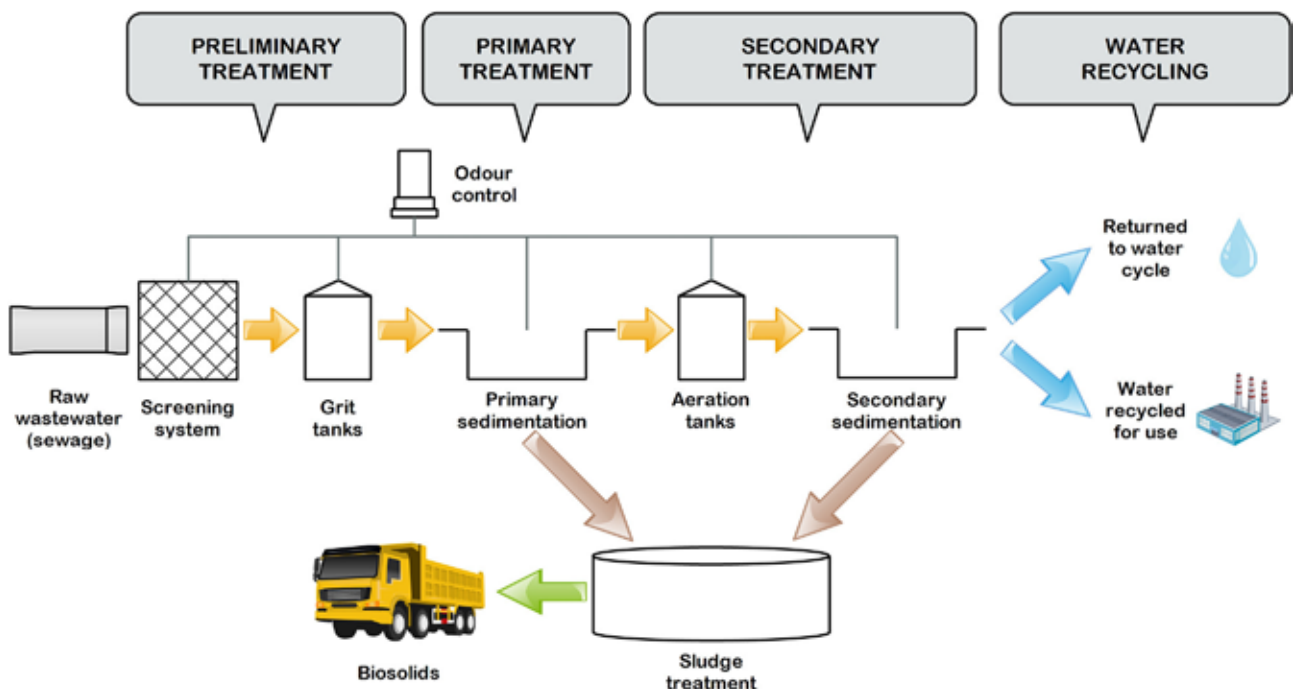 PRELIMINARY
TREATMENT
PRIMARY
TREATMENT
SECONDARY
TREATMENT
WATER
RECYCLING
Odour
control
Returned
to water
cycle
Raw
wastewater
(sewage)
Screening
system
Grit
tanks
Primary
sedimentation
Aeration
tanks
Secondary
sedimentation
Water
recycled
for use
Biosolids
Sludge
treatment